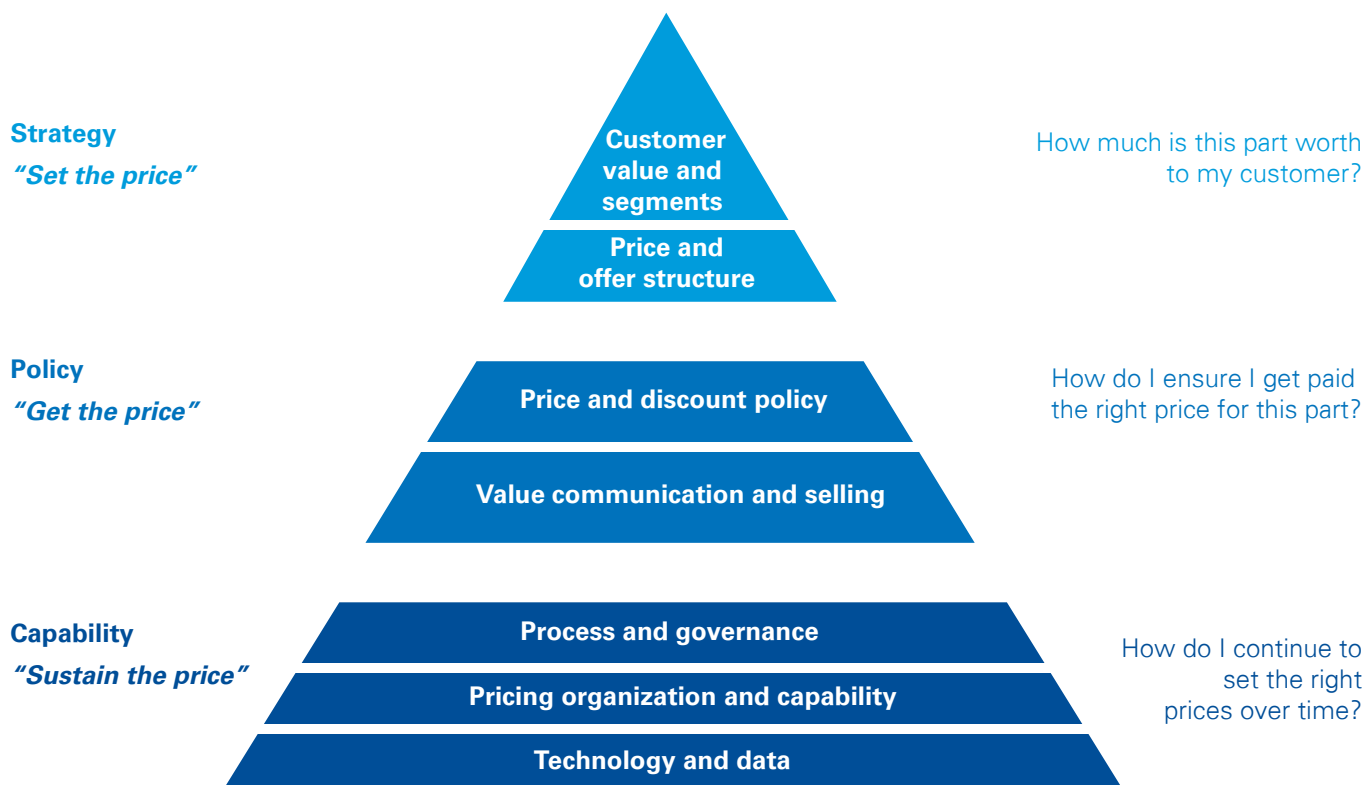 Strategy
“Set the price”
Customer
value and
segments
Price and
offer structure
How much is this part worth
to my customer?
Policy
“Get the price”
Price and discount policy
Value communication and selling
How do I ensure I get paid
the right price for this part?
Capability
“Sustain the price”
Process and governance
Pricing organization and capability
Technology and data
How do I continue to
set the right
prices over time?